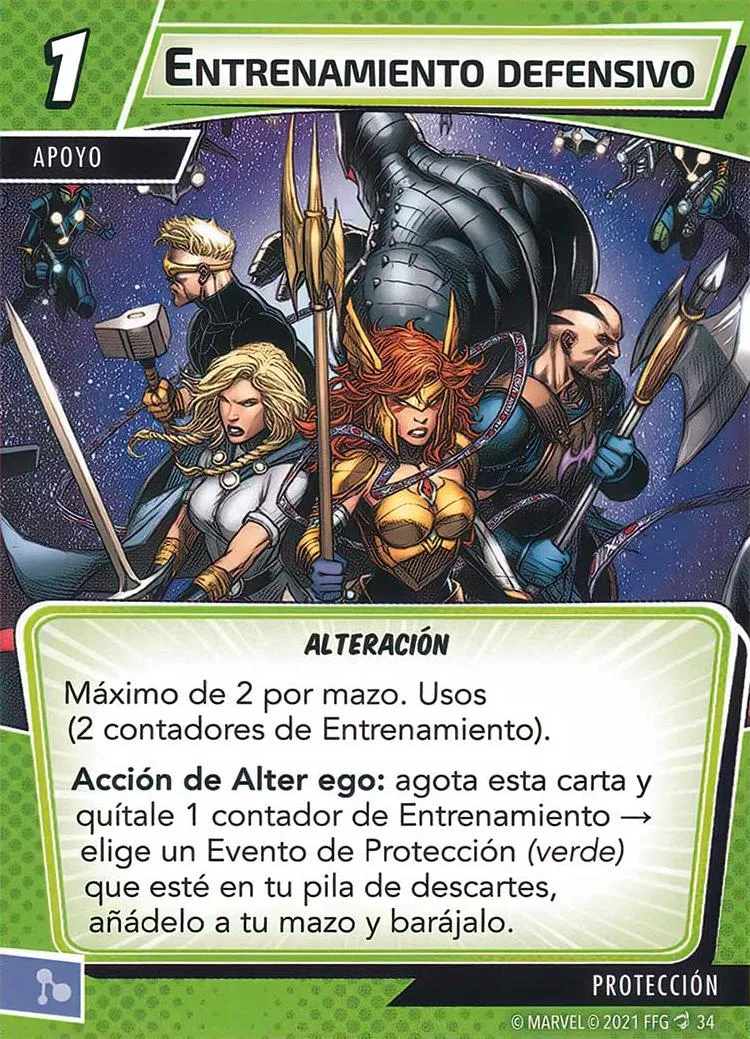 1
ENTRENAMIENTO DEFENSIVO
APOYO
ALTERACIÓN
Máximo de 2 por mazo. Usos
(2 contadores de Entrenamiento).
Acción de Alter ego: agota esta carta y
quítale 1 contador de Entrenamiento →
elige un Evento de Protección (verde)
que esté en tu pila de descartes,
añádelo a tu mazo y barájalo.
PROTECCIÓN
© MARVEL © 2021 FFG 34